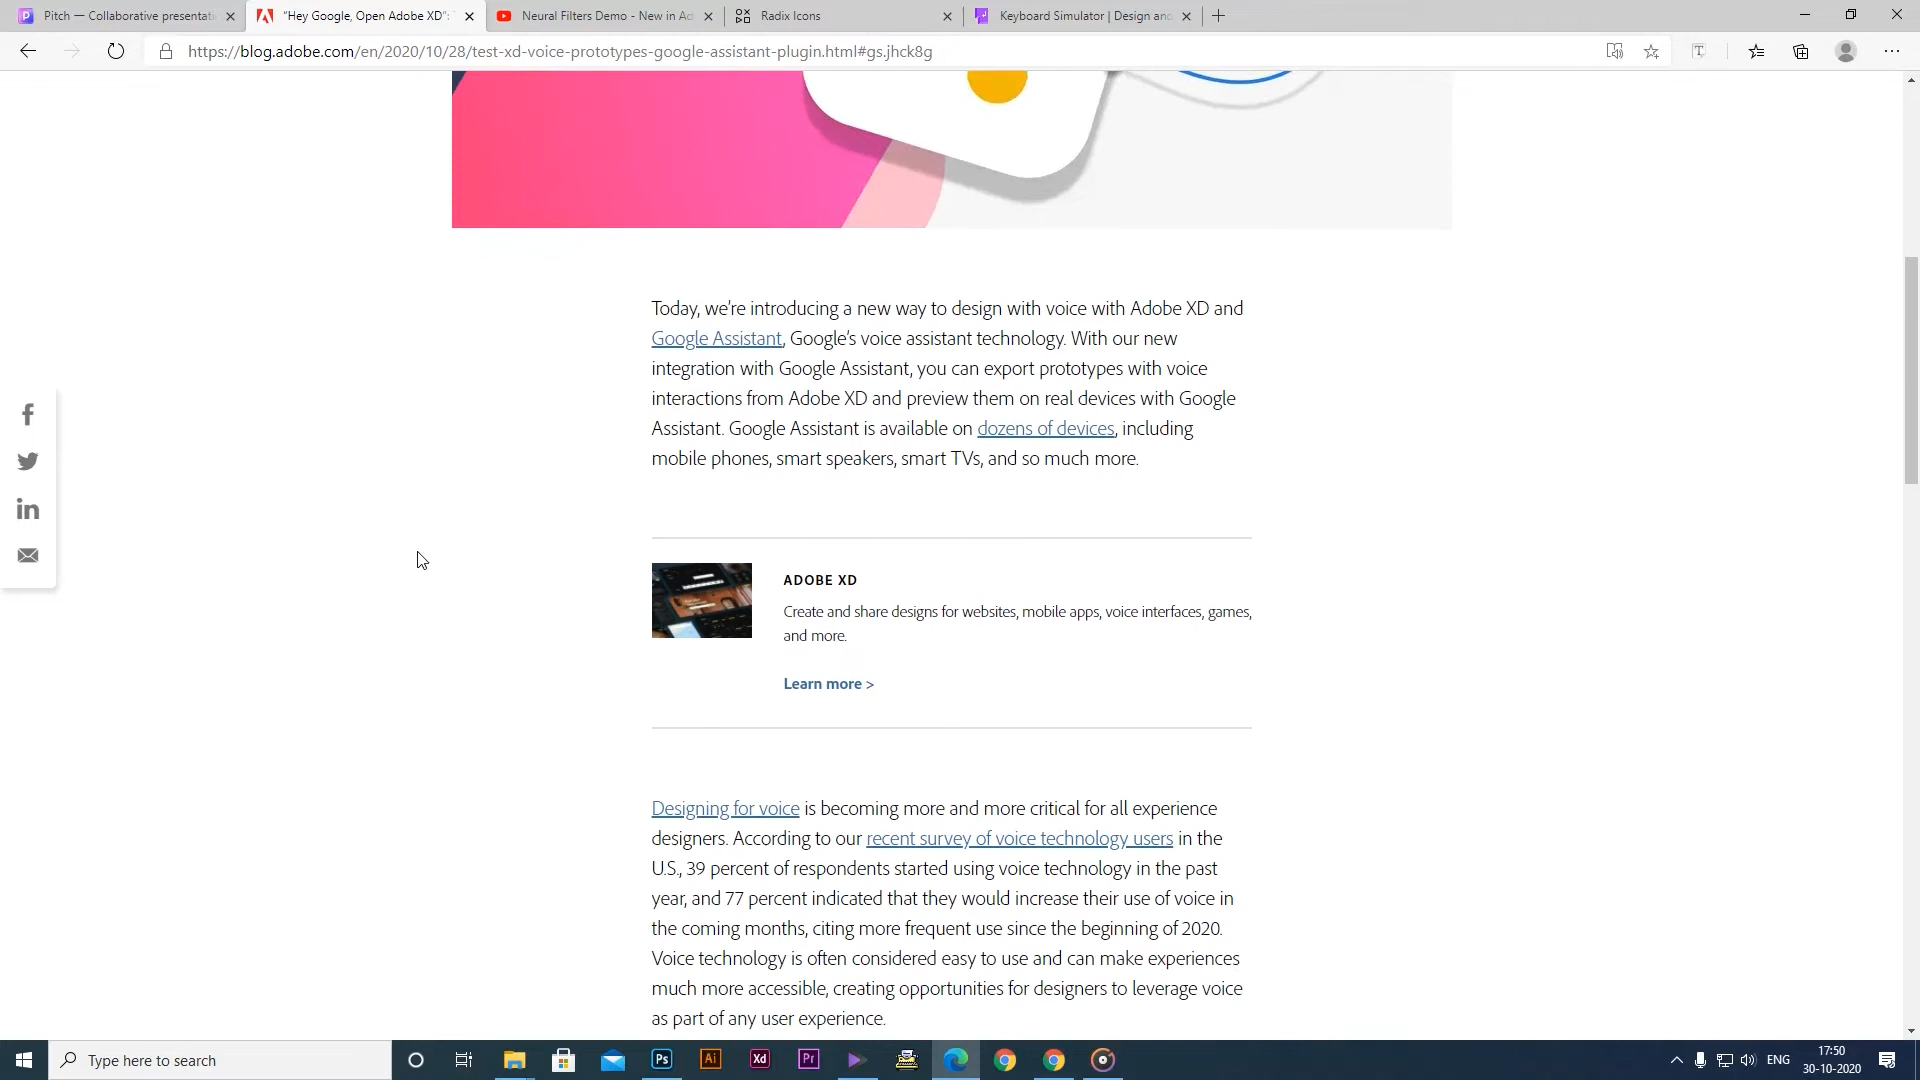 Pitch — Collaborative presentati
"Hey Google, Open Adobe XD":
Neural Filters Demo - New in Ad
Radix Icons
Keyboard Simulator | Design and
https://blog.adobe.com/en/2020/10/28/test-xd-voice-prototypes-google-assistant-plugin.html#gs.jhck8g
Today, we're introducing a new way to design with voice with Adobe XD and
Google Assistant, Google's voice assistant technology. With our new
integration with Google Assistant, you can export prototypes with voice
interactions from Adobe XD and preview them on real devices with Google
Assistant. Google Assistant is available on dozens of devices, including
mobile phones, smart speakers, smart TVs, and so much more.
ADOBE XD
Create and share designs for websites, mobile apps, voice interfaces, games,
and more.
Learn more >
Designing for voice is becoming more and more critical for all experience
designers. According to our recent survey of voice technology users in the
U.S., 39 percent of respondents started using voice technology in the past
year, and 77 percent indicated that they would increase their use of voice in
the coming months, citing more frequent use since the beginning of 2020.
Voice technology is often considered easy to use and can make experiences
much more accessible, creating opportunities for designers to leverage voice
as part of any user experience.
Type here to search
Ps
Ai
Xd
Pr
ENG
17:50
30-10-2020